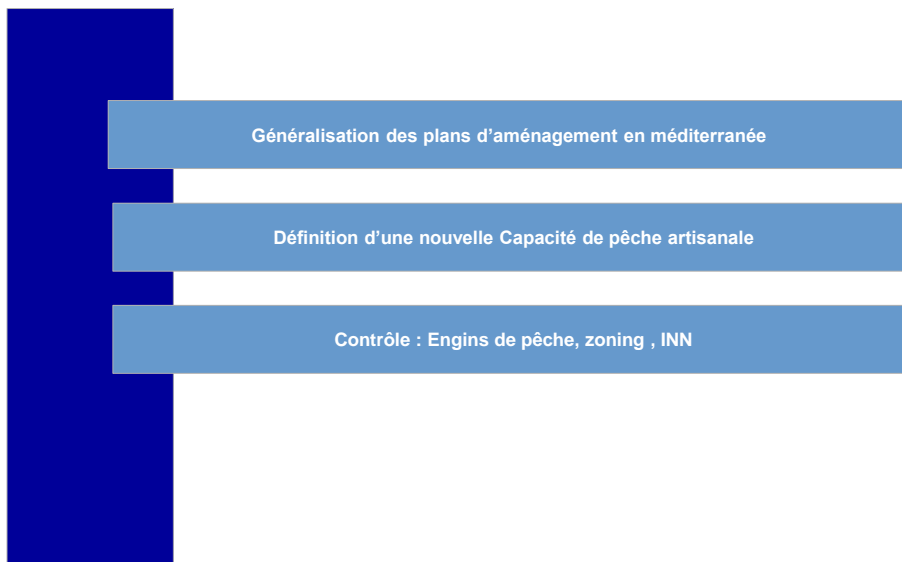 Généralisation des plans d’aménagement en méditerranée
Définition d’une nouvelle Capacité de pêche artisanale
Contrôle : Engins de pêche, zoning , INN